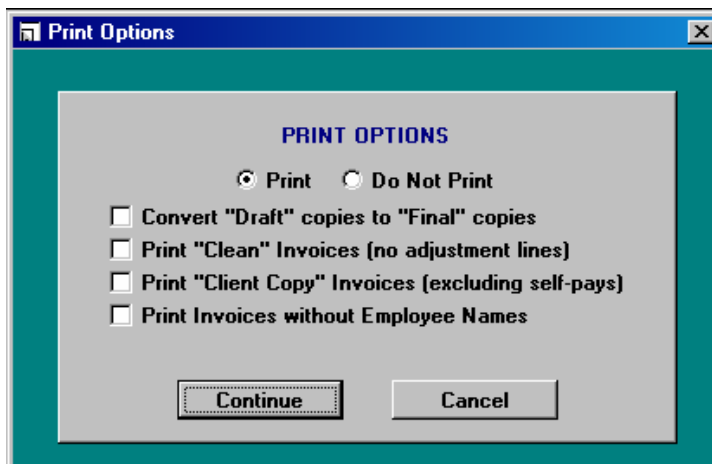 Print Options
PRINT OPTIONS
Print Do Not Print
Convert "Draft" copies to "Final" copies
Print "Clean" Invoices (no adjustment lines)
Print "Client Copy" Invoices (excluding self-pays)
Print Invoices without Employee Names
Continue Cancel